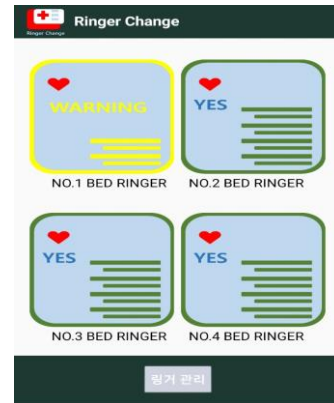 Ringer Change
Ringer Change
WARNING
YES
NO.1 BED RINGER
NO.2 BED RINGER
YES
YES
NO.3 BED RINGER
NO.4 BED RINGER
링거 관리